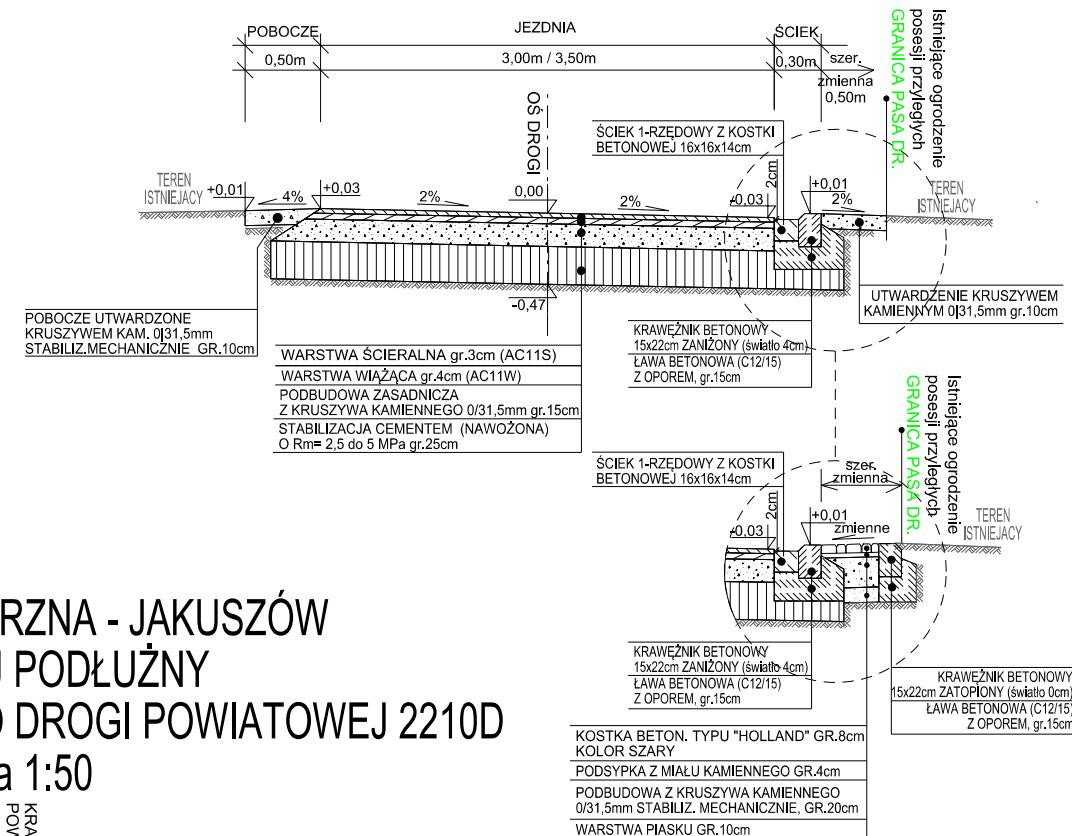 POBOCZE
JEZDNIA
ŚCIEK
0,50m
3,00m / 3,50m
0,30m
szer.
zmienna
0,50m
Istniejące ogrodzenie
posesji przyległych
GRANICA PASA DR.
OŚ DROGI
ŚCIEK 1-RZĘDOWY Z KOSTKI
BETONOWEJ 16x16x14cm
2cm
TEREN
ISTNIEJACY
+0,01
4%
+0,03
2%
0,00
2%
-0,03
+0,01
2%
TEREN
ISTNIEJACY
-0,47
POBOCZE UTWARDZONE
KRUSZYWEM KAM. 0|31,5mm
STABILIZ.MECHANICZNIE GR.10cm
UTWARDZENIE KRUSZYWEM
KAMIENNYM 0|31,5mm gr.10cm
KRAWĘŻNIK BETONOWY
15x22cm ZANIŻONY (światło 4cm)
ŁAWA BETONOWA (C12/15)
Z OPOREM, gr.15cm
WARSTWA ŚCIERALNA gr.3cm (AC11S)
WARSTWA WIĄŻĄCA gr.4cm (AC11W)
PODBUDOWA ZASADNICZA
Z KRUSZYWA KAMIENNEGO 0/31,5mm gr.15cm
STABILIZACJA CEMENTEM (NAWOŻONA)
O Rm= 2,5 do 5 MPa gr.25cm
Istniejące ogrodzenie
posesji przyległych
GRANICA PASA DR.
ŚCIEK 1-RZĘDOWY Z KOSTKI
BETONOWEJ 16x16x14cm
szer.
zmienna
2cm
-0,03
+0,01
zmienne
TEREN
ISTNIEJACY
KRAWĘŻNIK BETONOWY
15x22cm ZANIŻONY (światło 4cm)
ŁAWA BETONOWA (C12/15)
Z OPOREM, gr.15cm
KRAWĘŻNIK BETONOWY
15x22cm ZATOPIONY (światło 0cm)
ŁAWA BETONOWA (C12/15)
Z OPOREM, gr.15cm
KOSTKA BETON. TYPU "HOLLAND" GR.8cm
KOLOR SZARY
PODSYPKA Z MIAŁU KAMIENNEGO GR.4cm
PODBUDOWA Z KRUSZYWA KAMIENNEGO
0/31,5mm STABILIZ. MECHANICZNIE, GR.20cm
WARSTWA PIASKU GR.10cm
RZNA - JAKUSZÓW
U PODŁUŻNY
O DROGI POWIATOWEJ 2210D
a 1:50
KRA
POW